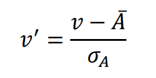 v′ = (v − Ā) / σ_A